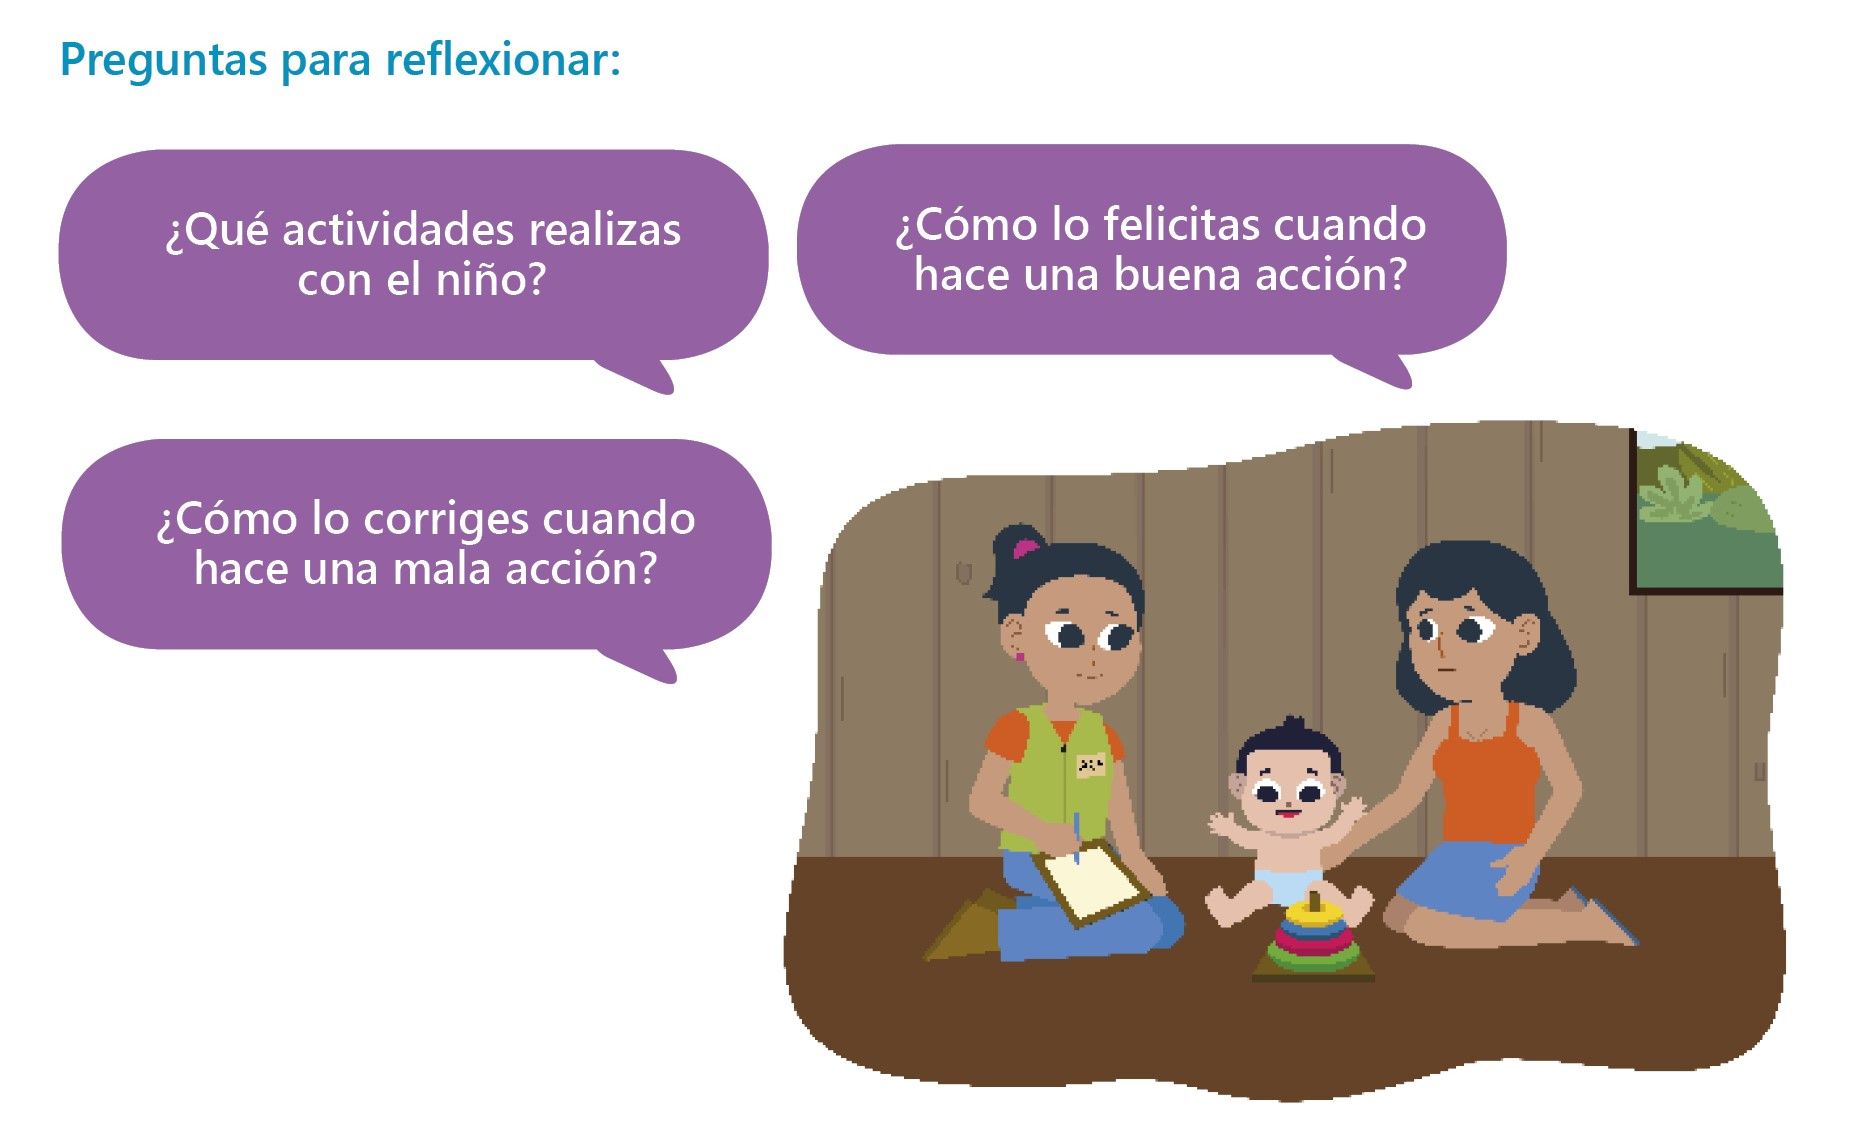 Preguntas para reflexionar:
¿Qué actividades realizas
con el niño?
¿Cómo lo felicitas cuando
hace una buena acción?
¿Cómo lo corriges cuando
hace una mala acción?